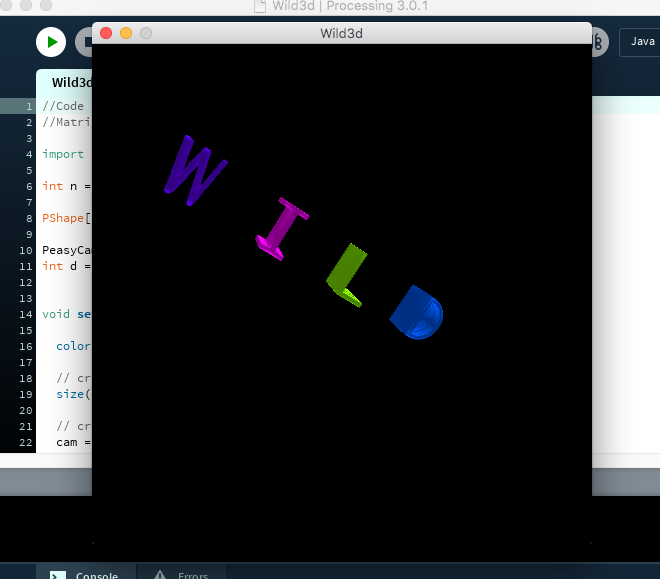 Wild3d | Processing 3.0.1
Wild3d
Java
Wild3d
1 //Code
2 //Matri
3
4 import
5
6 int n =
7
8 PShape[
9
10 PeasyCam
11 int d =
12
13
14 void se
15
16 color
17
18 // cr
19 size(
20
21 // cr
22 cam =
W I L D
Console
Errors